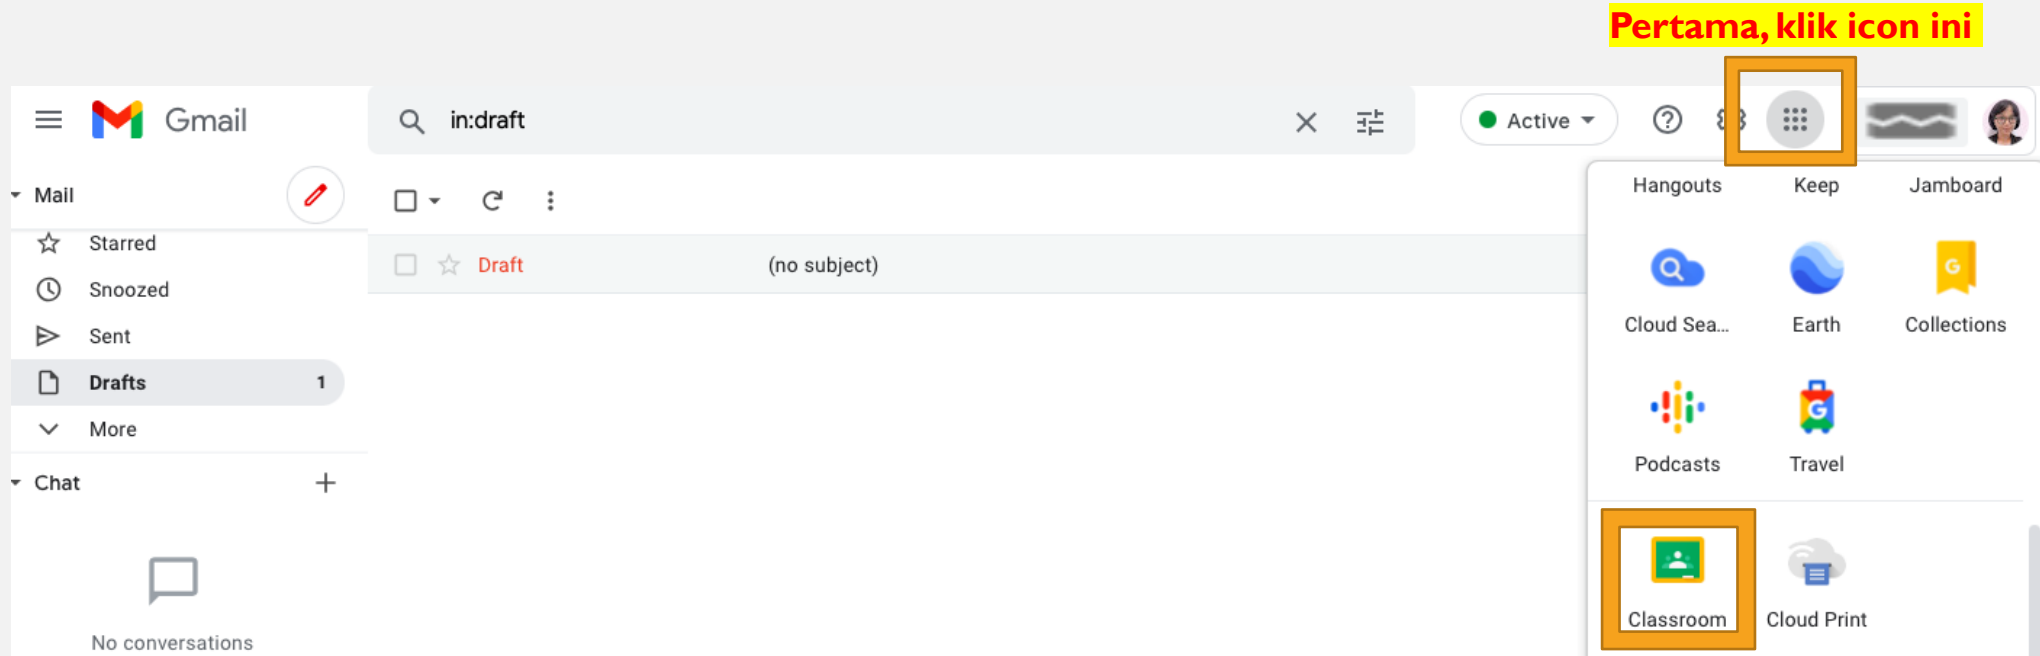 Pertama, klik icon ini
Gmail
in:draft
Active
Mail
Starred
Snoozed
Sent
Drafts 1
More
Chat
No conversations
Draft (no subject)
Hangouts Keep Jamboard
Cloud Sea... Earth Collections
Podcasts Travel
Classroom Cloud Print